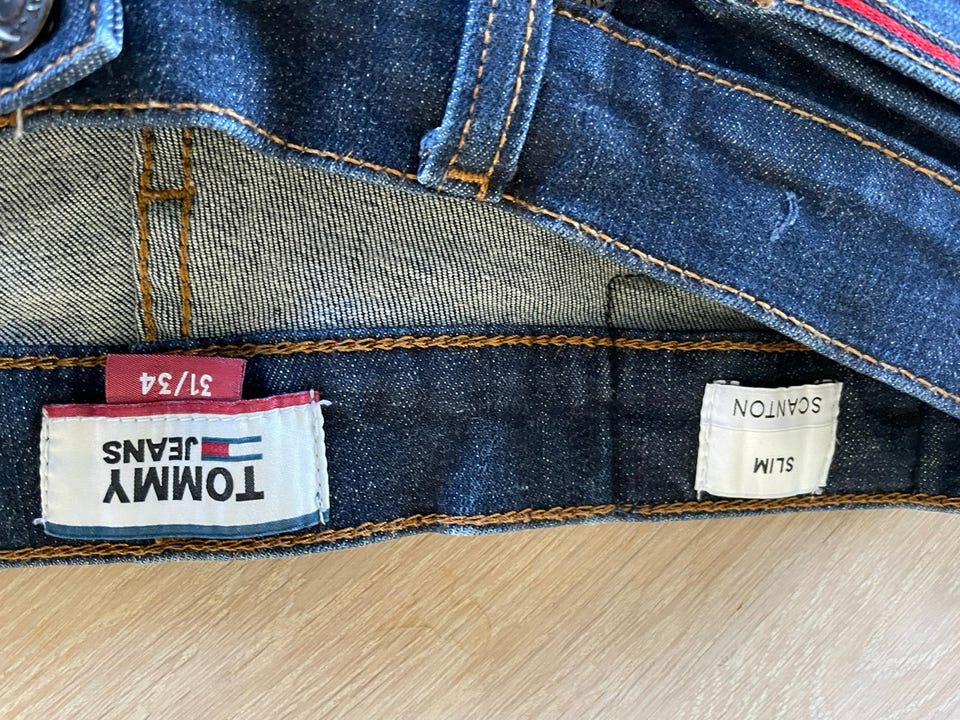 31/34
TOMMY
JEANS
SLIM
SCANTON